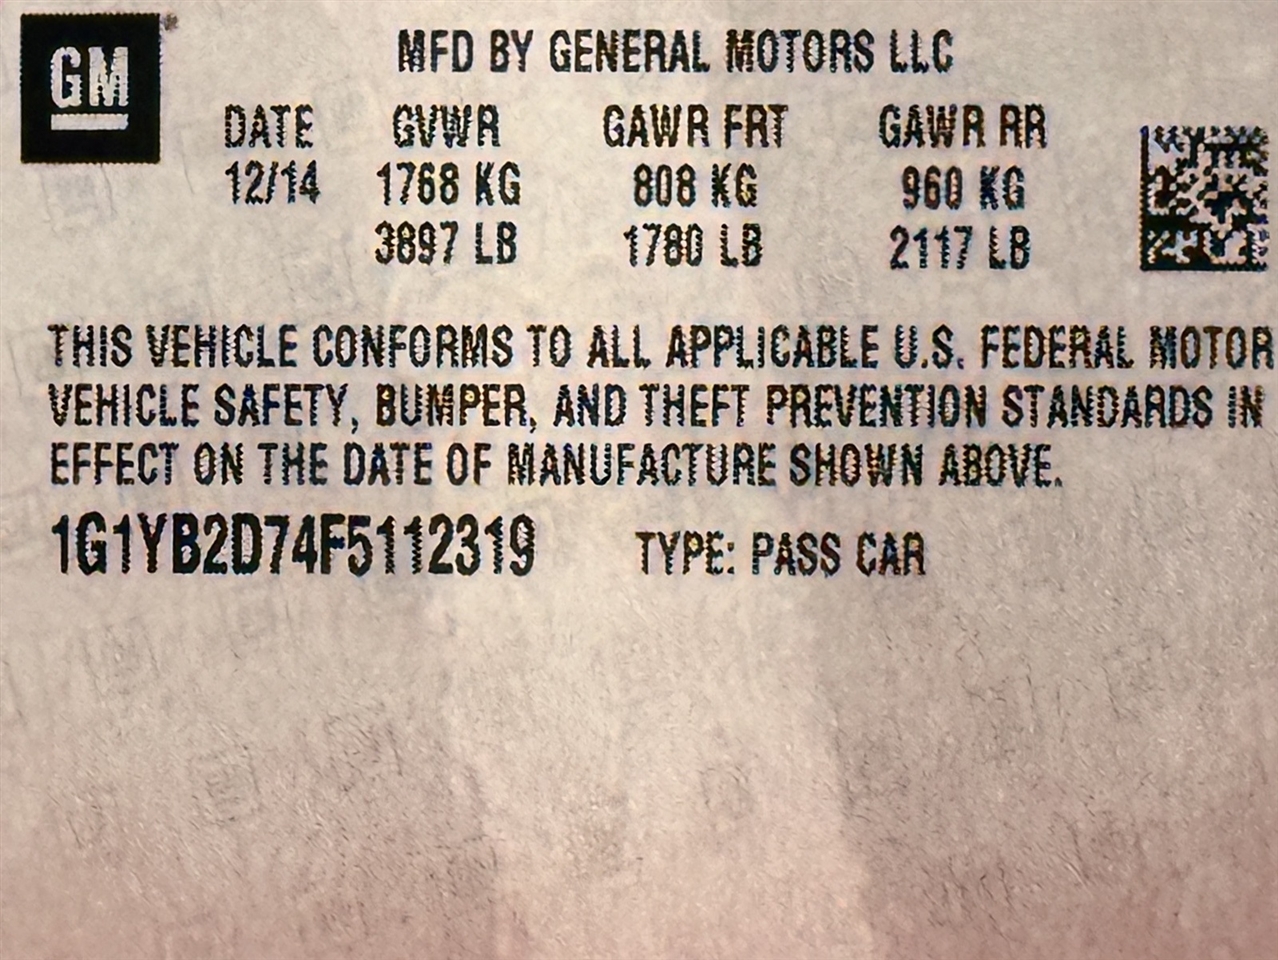 GM
MFD BY GENERAL MOTORS LLC
DATE GVWR GAWR FRT GAWR RR
12/14 1768 KG 808 KG 960 KG
3897 LB 1780 LB 2117 LB
THIS VEHICLE CONFORMS TO ALL APPLICABLE U.S. FEDERAL MOTOR
VEHICLE SAFETY, BUMPER, AND THEFT PREVENTION STANDARDS IN
EFFECT ON THE DATE OF MANUFACTURE SHOWN ABOVE.
1G1YB2D74F5112319 TYPE: PASS CAR